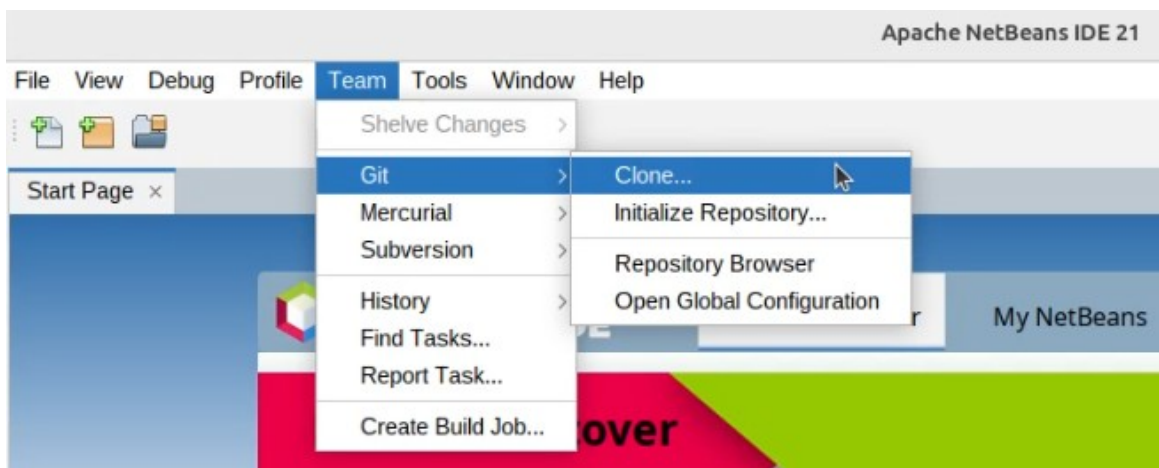 Apache NetBeans IDE 21
File View Debug Profile Team Tools Window Help
Shelve Changes >
Start Page ×
Git >
Clone...
Mercurial >
Initialize Repository...
Subversion >
Repository Browser
History >
Open Global Configuration
My NetBeans
Find Tasks...
Report Task...
Create Build Job...
over